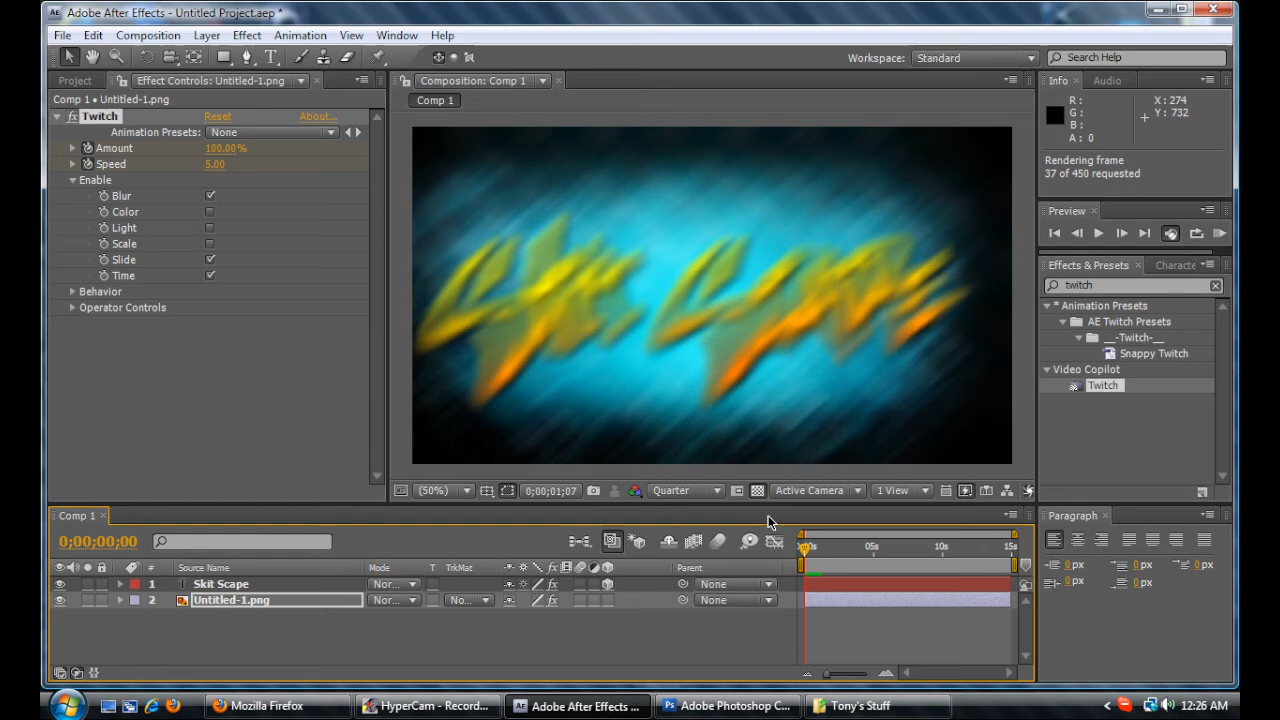 Adobe After Effects - Untitled Project.aep *
File Edit Composition Layer Effect Animation View Window Help
Workspace: Standard Search Help
Project Effect Controls: Untitled-1.png Composition: Comp 1 Info Audio
Comp 1 • Untitled-1.png Comp 1
fx Twitch Reset About...
Animation Presets: None
Amount 100.00%
Speed 5.00
Enable
Blur
Color
Light
Scale
Slide
Time
Behavior
Operator Controls
R: X: 274
G: Y: 732
B:
A: 0
Rendering frame
37 of 450 requested
Preview
Effects & Presets Characte
twitch
* Animation Presets
AE Twitch Presets
__-Twitch-__
Snappy Twitch
Video Copilot
Twitch
(50%) 0;00;01;07 Quarter Active Camera 1 View
Comp 1 Paragraph
0;00;00;00 05s 10s 15s
# Source Name Mode T TrkMat Parent
1 T Skit Scape Nor... None
2 Untitled-1.png Nor... No... None
0 px 0 px 0 px
0 px 0 px
Mozilla Firefox HyperCam - Record... Adobe After Effects ... Adobe Photoshop C... Tony's Stuff 12:26 AM